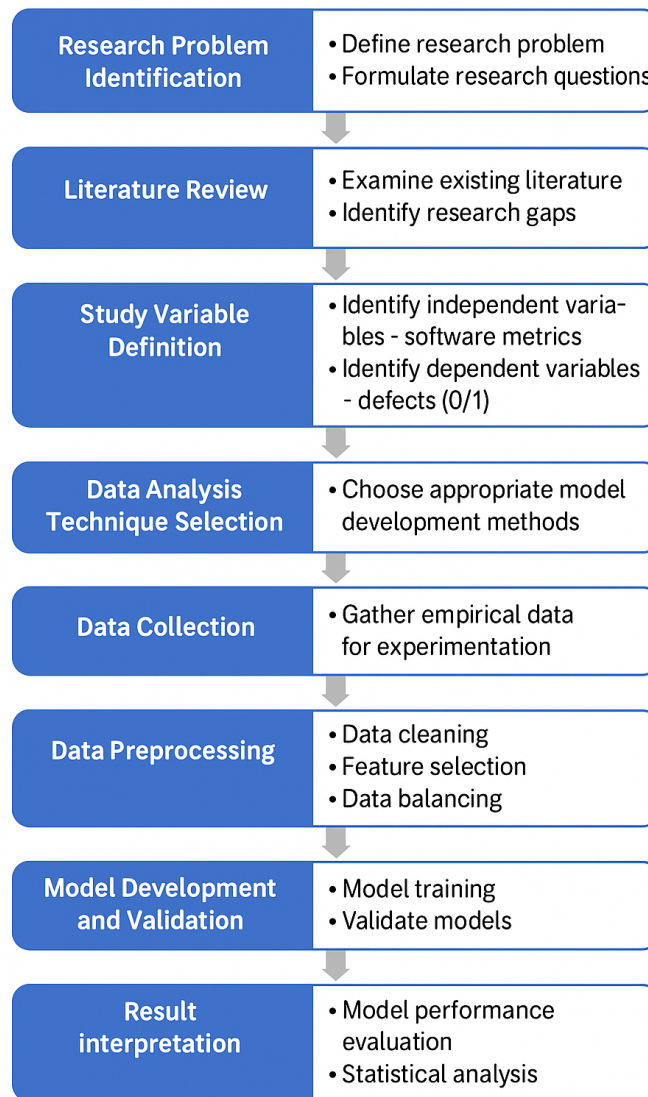 Research Problem
Identification
• Define research problem
• Formulate research questions
Literature Review
• Examine existing literature
• Identify research gaps
Study Variable
Definition
• Identify independent varia-
bles - software metrics
• Identify dependent variables
- defects (0/1)
Data Analysis
Technique Selection
• Choose appropriate model
development methods
Data Collection
• Gather empirical data
for experimentation
Data Preprocessing
• Data cleaning
• Feature selection
• Data balancing
Model Development
and Validation
• Model training
• Validate models
Result
interpretation
• Model performance
evaluation
• Statistical analysis